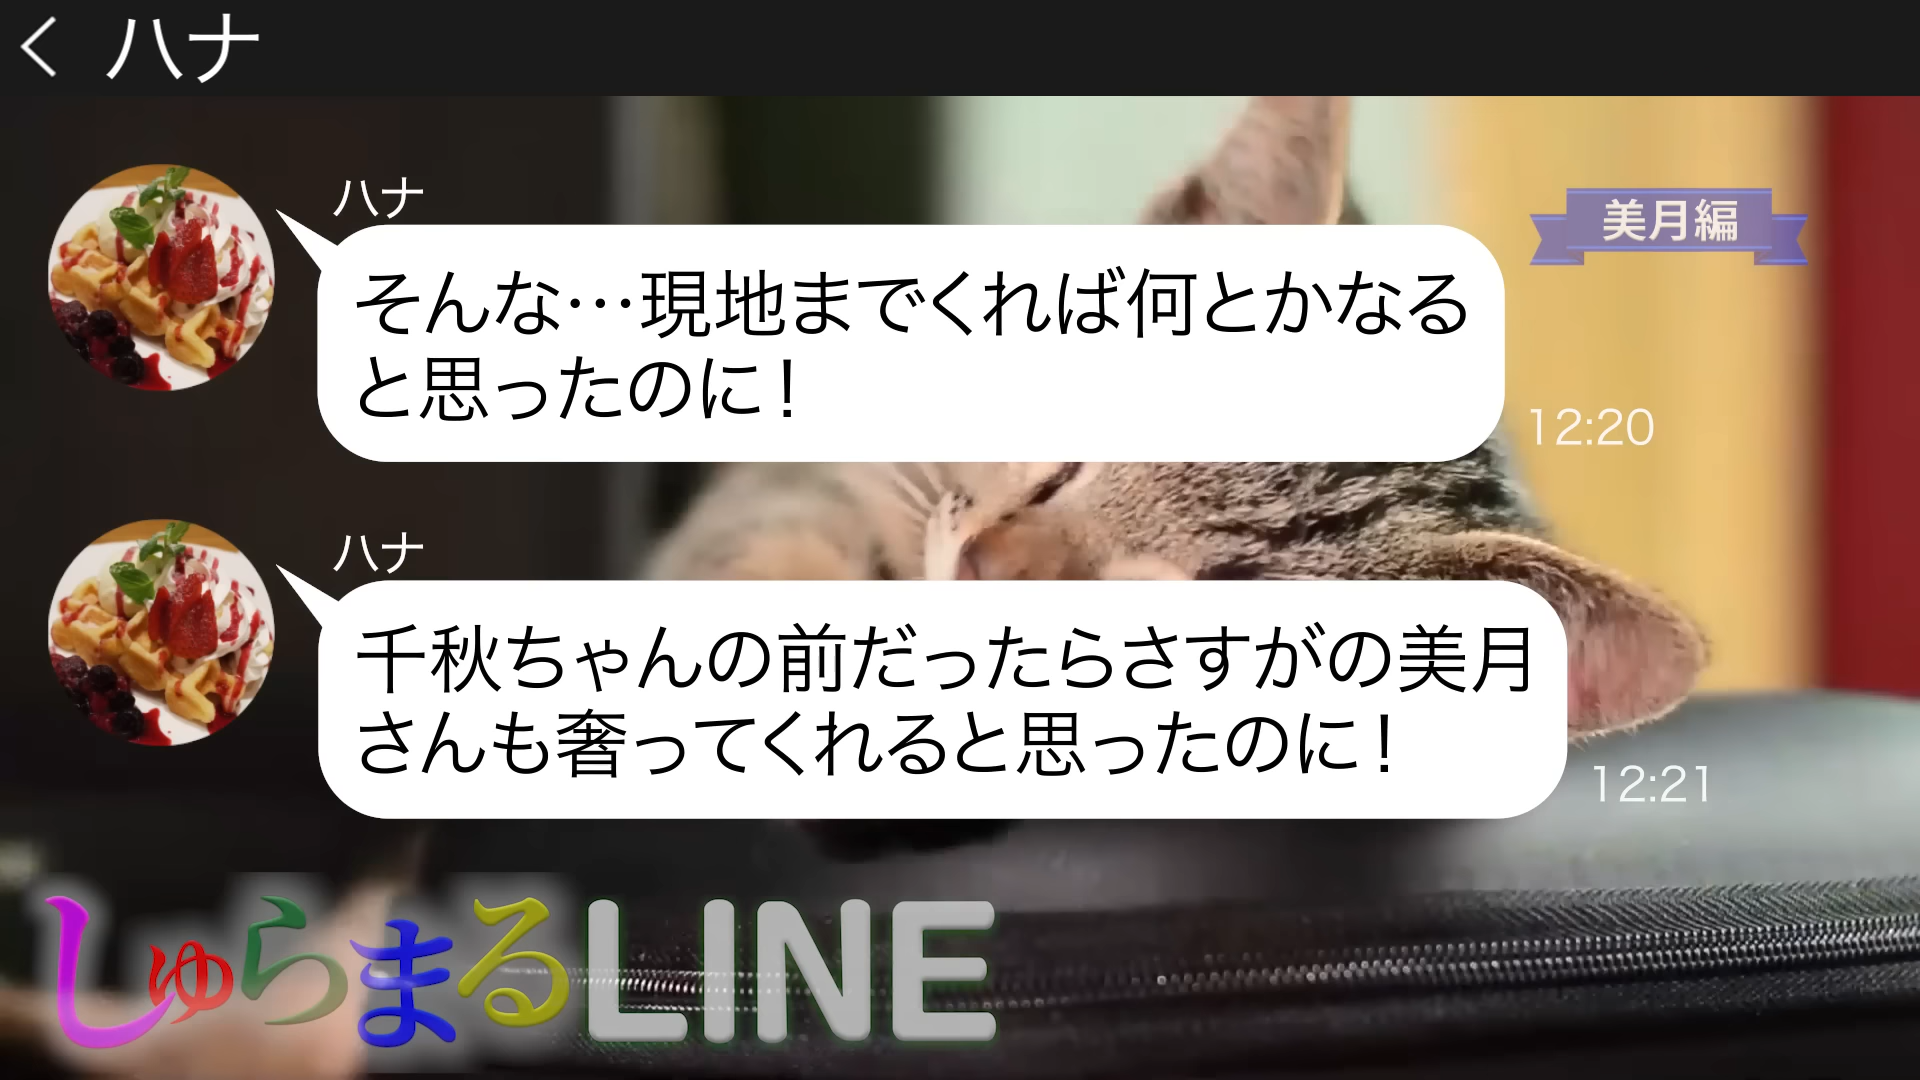 ハナ
ハナ
美月編
そんな…現地までくれば何とかなる
と思ったのに！
12:20
ハナ
千秋ちゃんの前だったらさすがの美月
さんも奢ってくれると思ったのに！
12:21
しゅらまるLINE